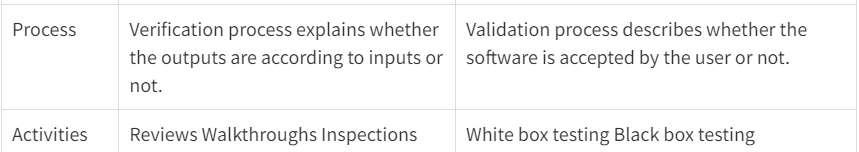 Process
Verification process explains whether
the outputs are according to inputs or
not.
Validation process describes whether the
software is accepted by the user or not.
Activities
Reviews Walkthroughs Inspections
White box testing Black box testing